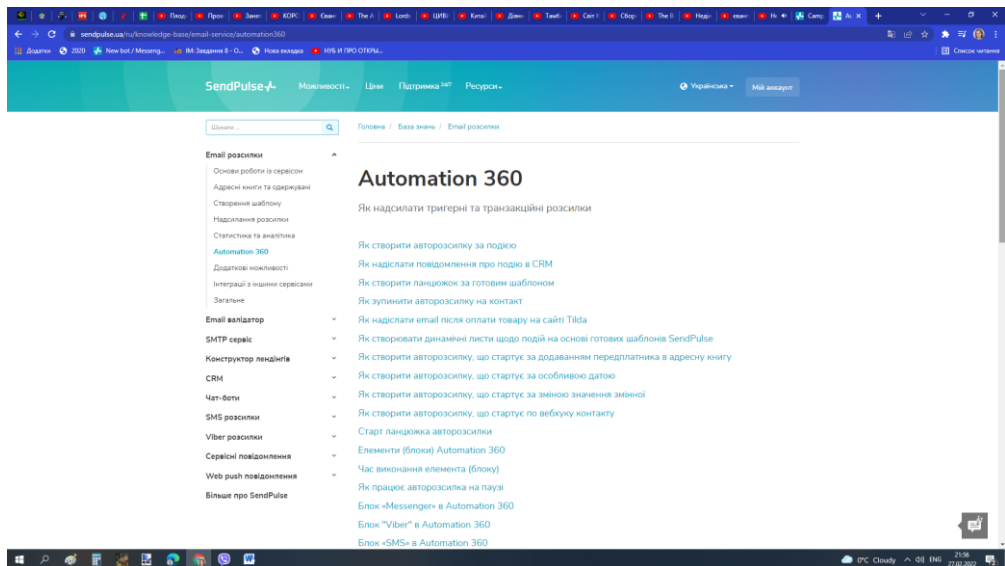 sendpulse.ua/ru/knowledge-base/email-service/automation360
Додатки 2020 New bot / Messeng... IM: Завдання 8 - О... Нова вкладка КУБ И ПРО ОТКРЫ... Список читання
SendPulse Можливості Ціни Підтримка 24/7 Ресурси Українська Мій аккаунт
Шукати ...
Головна / База знань / Email розсилки
Email розсилки
Основи роботи із сервісом
Адресні книги та одержувачі
Створення шаблону
Надсилання розсилки
Статистика та аналітика
Automation 360
Додаткові можливості
Інтеграції з іншими сервісами
Загальне
Email валідатор
SMTP сервіс
Конструктор лендінгів
CRM
Чат-боти
SMS розсилки
Viber розсилки
Сервісні повідомлення
Web push повідомлення
Більше про SendPulse
Automation 360
Як надсилати тригерні та транзакційні розсилки
Як створити авторозсилку за подією
Як надіслати повідомлення про подію в CRM
Як створити ланцюжок за готовим шаблоном
Як зупинити авторозсилку на контакт
Як надіслати email після оплати товару на сайті Tilda
Як створювати динамічні листи щодо подій на основі готових шаблонів SendPulse
Як створити авторозсилку, що стартує за додаванням передплатника в адресну книгу
Як створити авторозсилку, що стартує за особливою датою
Як створити авторозсилку, що стартує за зміною значення змінної
Як створити авторозсилку, що стартує по вебхуку контакту
Старт ланцюжка авторозсилки
Елементи (блоки) Automation 360
Час виконання елемента (блоку)
Як працює авторозсилка на паузі
Блок «Messenger» в Automation 360
Блок "Viber" в Automation 360
Блок «SMS» в Automation 360
0°C Cloudy ENG 21:56
27.02.2022